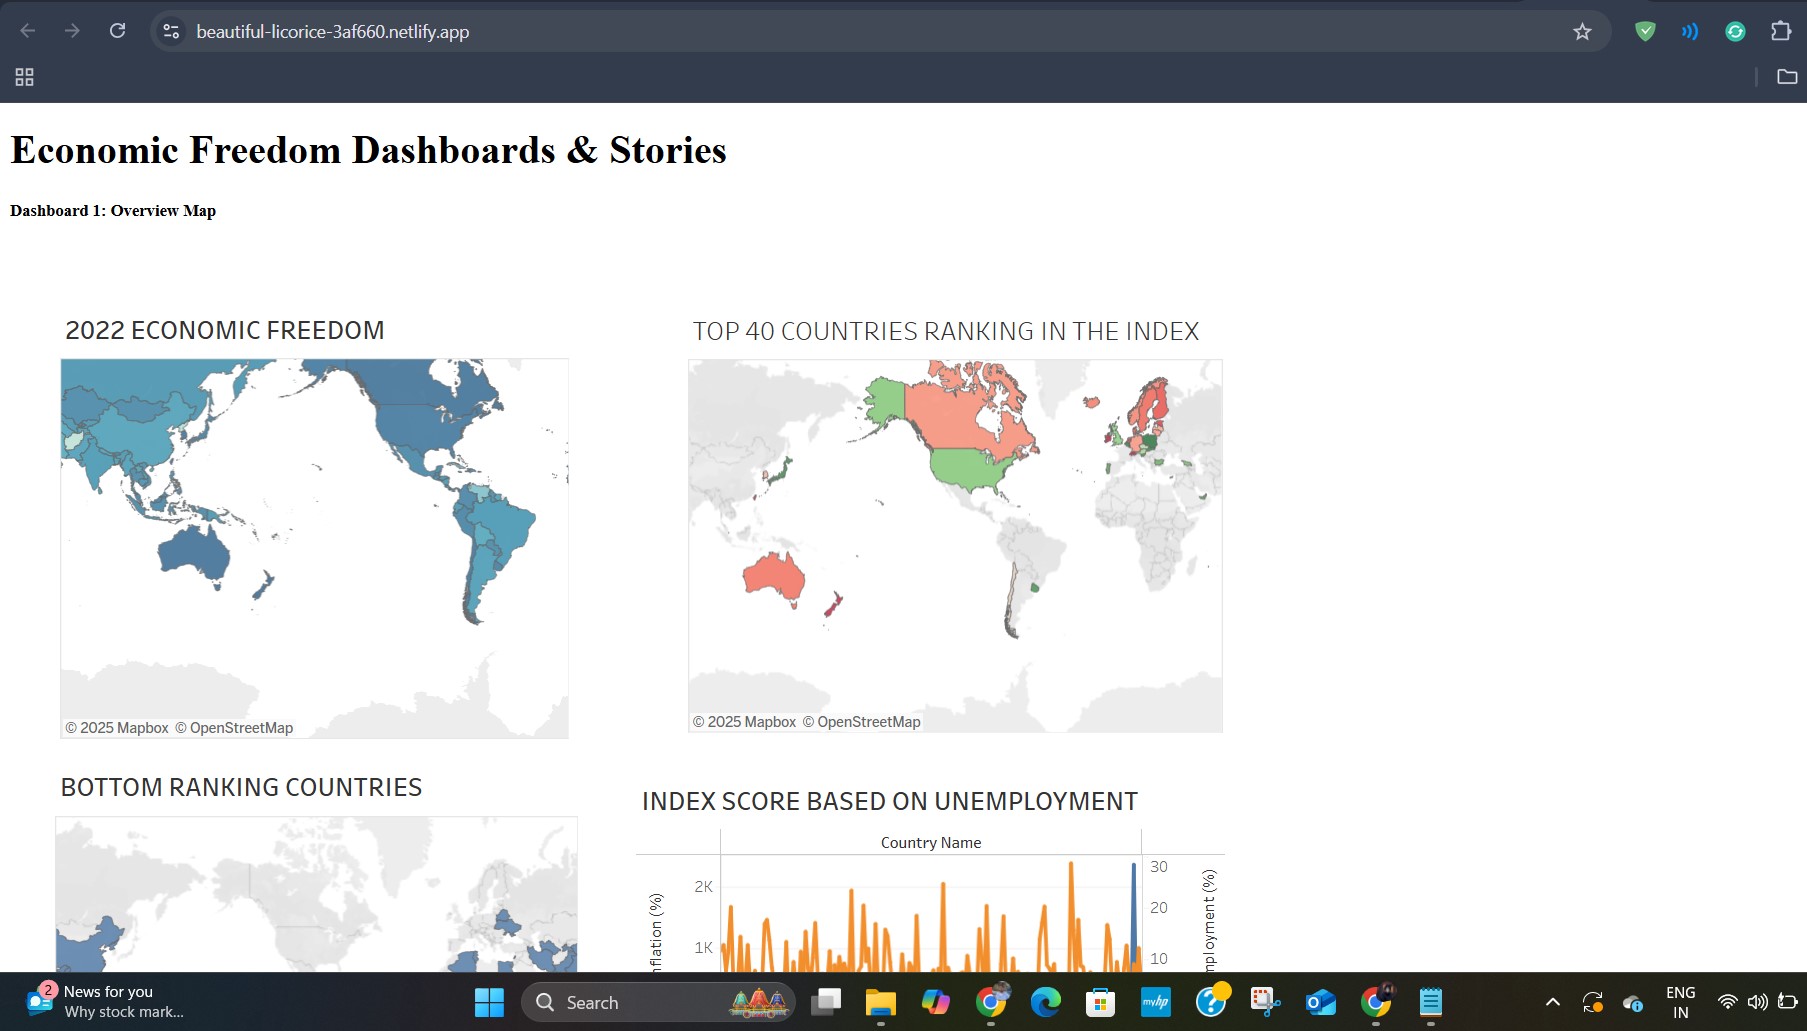 beautiful-licorice-3af660.netlify.app
Economic Freedom Dashboards & Stories
Dashboard 1: Overview Map
2022 ECONOMIC FREEDOM
© 2025 Mapbox © OpenStreetMap
TOP 40 COUNTRIES RANKING IN THE INDEX
© 2025 Mapbox © OpenStreetMap
BOTTOM RANKING COUNTRIES
INDEX SCORE BASED ON UNEMPLOYMENT
Country Name
2K
1K
nflation (%)
30
20
10
mployment (%)
2
News for you
Why stock mark...
Search
myhp
ENG
IN